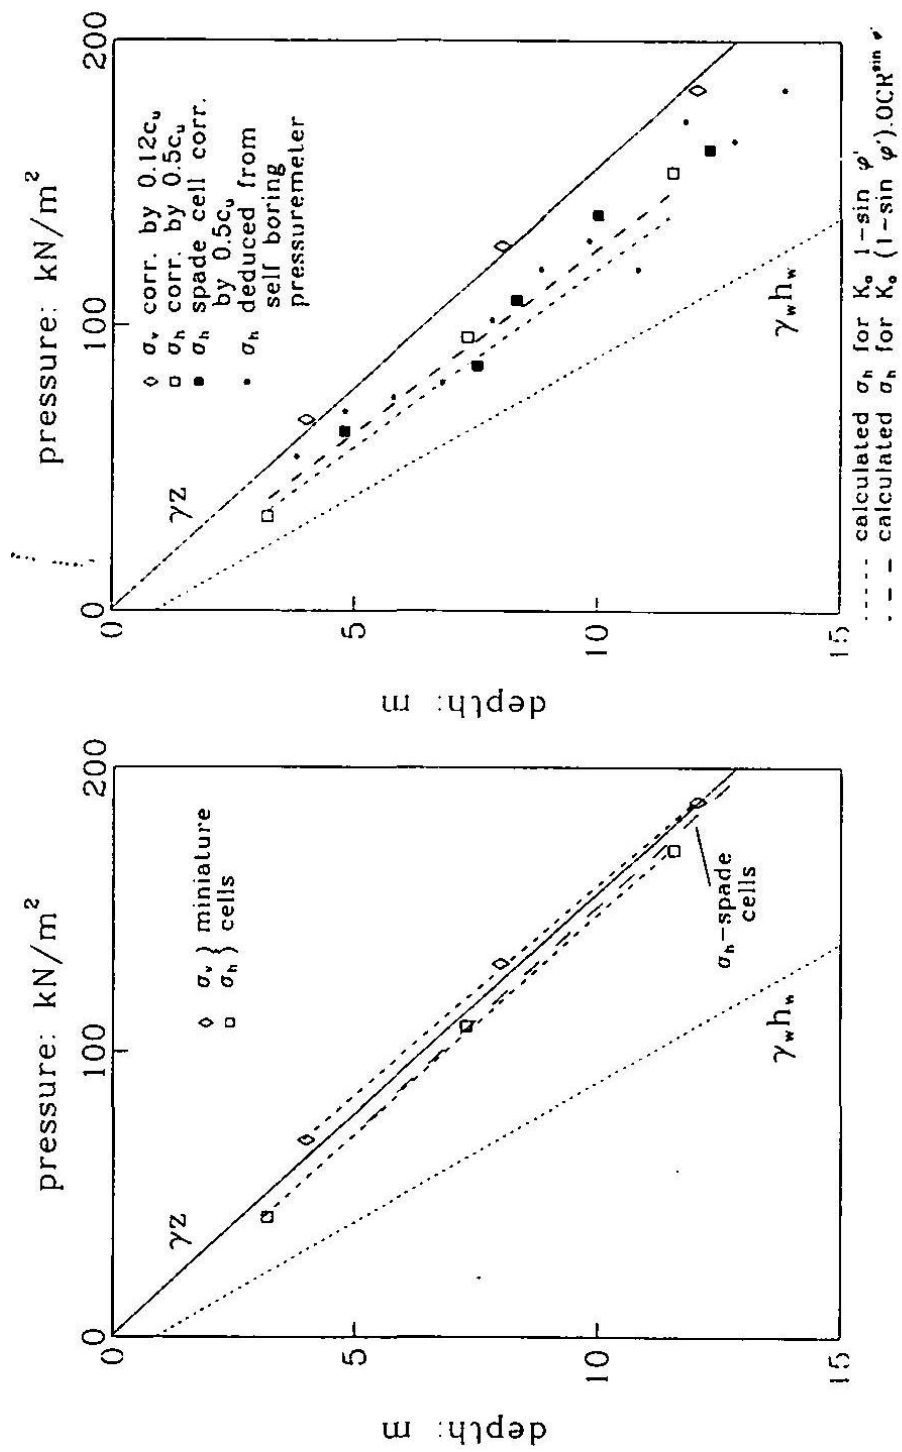 pressure: kN/m²
0
100
200
0
5
10
15
depth: m
γz
◇ σᵥ } miniature
□ σₕ } cells
σₕ-spade
cells
γwhw
pressure: kN/m²
0
100
200
0
5
10
15
depth: m
γz
◇ σᵥ corr. by 0.12cᵤ
□ σₕ corr. by 0.5cᵤ
■ σₕ spade cell corr.
by 0.5cᵤ
• σₕ deduced from
self boring
pressuremeter
γwhw
calculated σₕ for K₀ 1-sin φ'
calculated σₕ for K₀ (1-sin φ').OCR^sin φ'